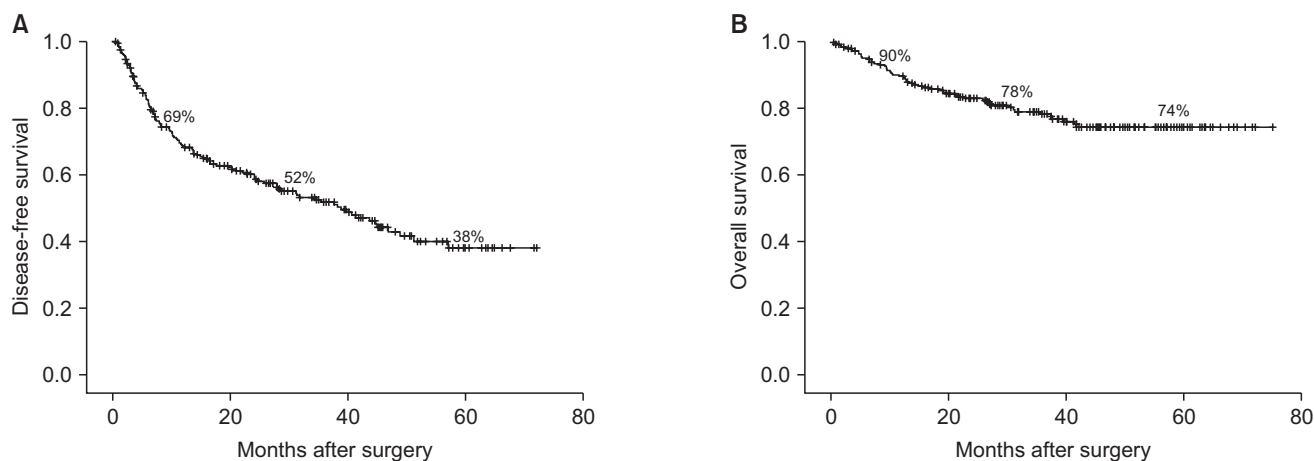 A
1.0
0.8
0.6
0.4
0.2
0.0
Disease-free survival
69%
52%
38%
0 20 40 60 80
Months after surgery
B
1.0
0.8
0.6
0.4
0.2
0.0
Overall survival
90%
78%
74%
0 20 40 60 80
Months after surgery